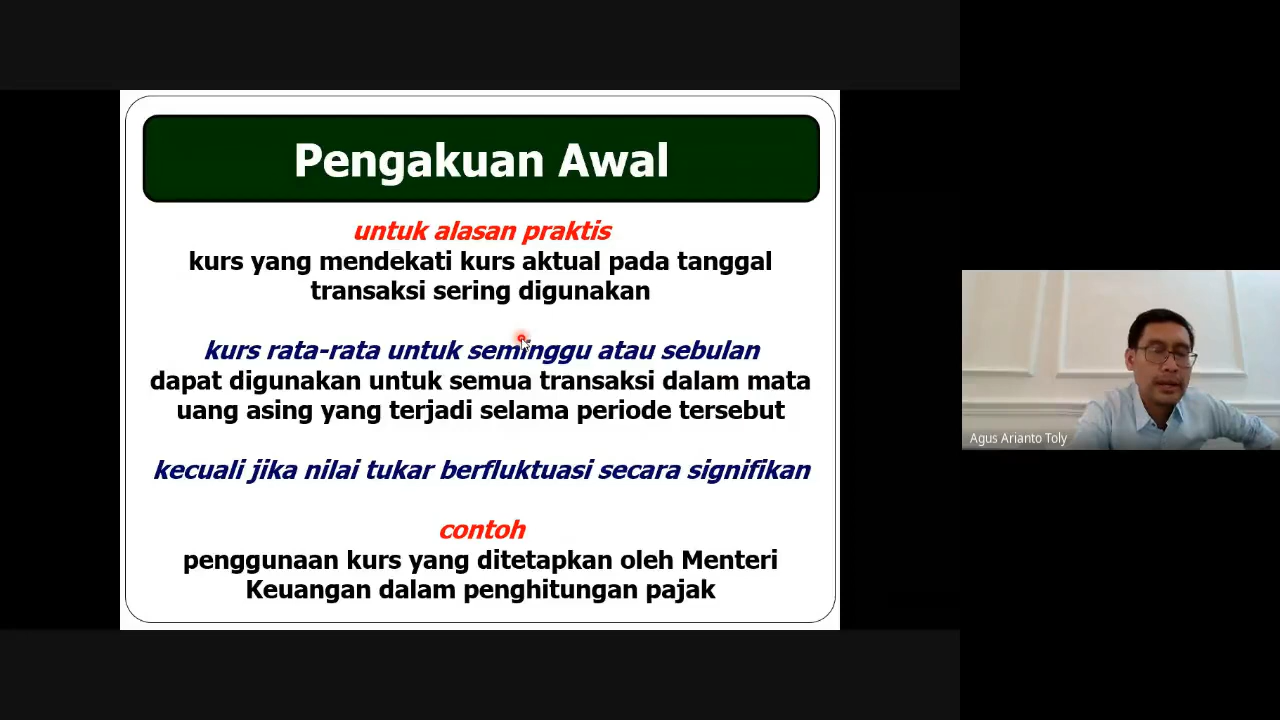 Pengakuan Awal
untuk alasan praktis
kurs yang mendekati kurs aktual pada tanggal
transaksi sering digunakan
kurs rata-rata untuk seminggu atau sebulan
dapat digunakan untuk semua transaksi dalam mata
uang asing yang terjadi selama periode tersebut
kecuali jika nilai tukar berfluktuasi secara signifikan
contoh
penggunaan kurs yang ditetapkan oleh Menteri
Keuangan dalam penghitungan pajak
Agus Arianto Toly